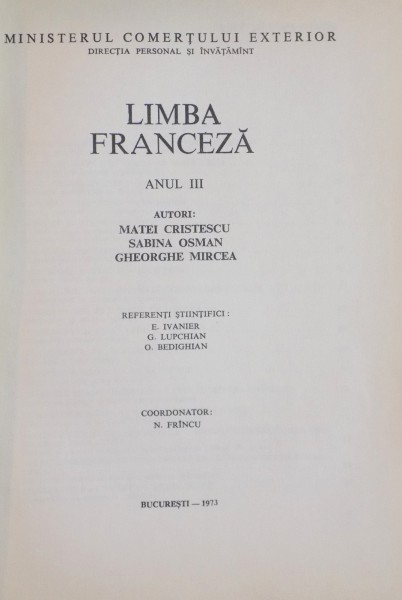 MINISTERUL COMERȚULUI EXTERIOR
DIRECȚIA PERSONAL ȘI ÎNVĂȚĂMÎNT
LIMBA
FRANCEZĂ
ANUL III
AUTORI:
MATEI CRISTESCU
SABINA OSMAN
GHEORGHE MIRCEA
REFERENȚI ȘTIINȚIFICI:
E. IVANIER
G. LUPCHIAN
O. BEDIGHIAN
COORDONATOR:
N. FRÎNCU
BUCUREȘTI — 1973